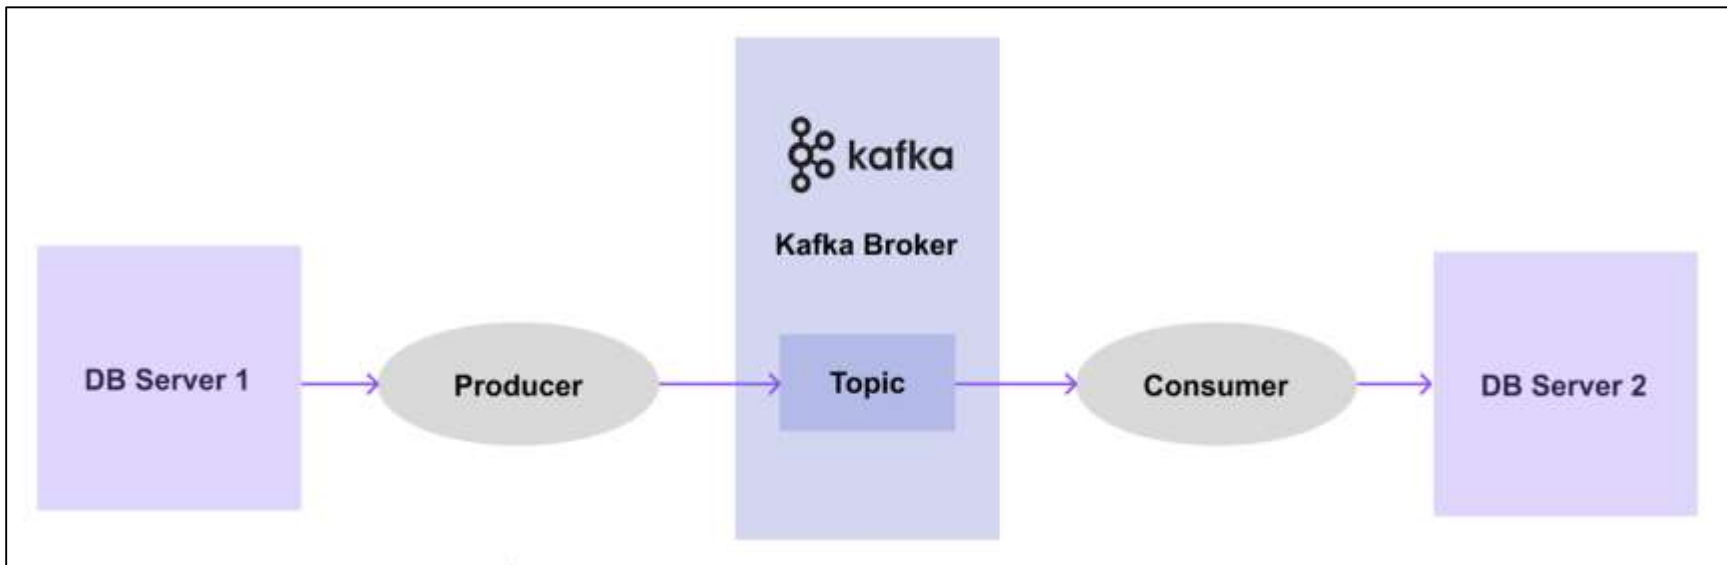 kafka
Kafka Broker
DB Server 1
Producer
Topic
Consumer
DB Server 2